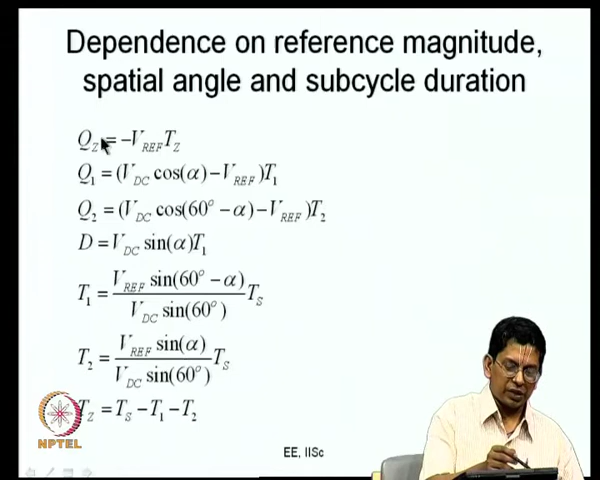 Dependence on reference magnitude,
spatial angle and subcycle duration
Q_Z = -V_REF T_Z
Q_1 = (V_DC cos(α) - V_REF)T_1
Q_2 = (V_DC cos(60° - α) - V_REF)T_2
D = V_DC sin(α)T_1
T_1 = \frac{V_REF sin(60° - α)}{V_DC sin(60°)} T_S
T_2 = \frac{V_REF sin(α)}{V_DC sin(60°)} T_S
T_Z = T_S - T_1 - T_2
NPTEL
EE, IISc